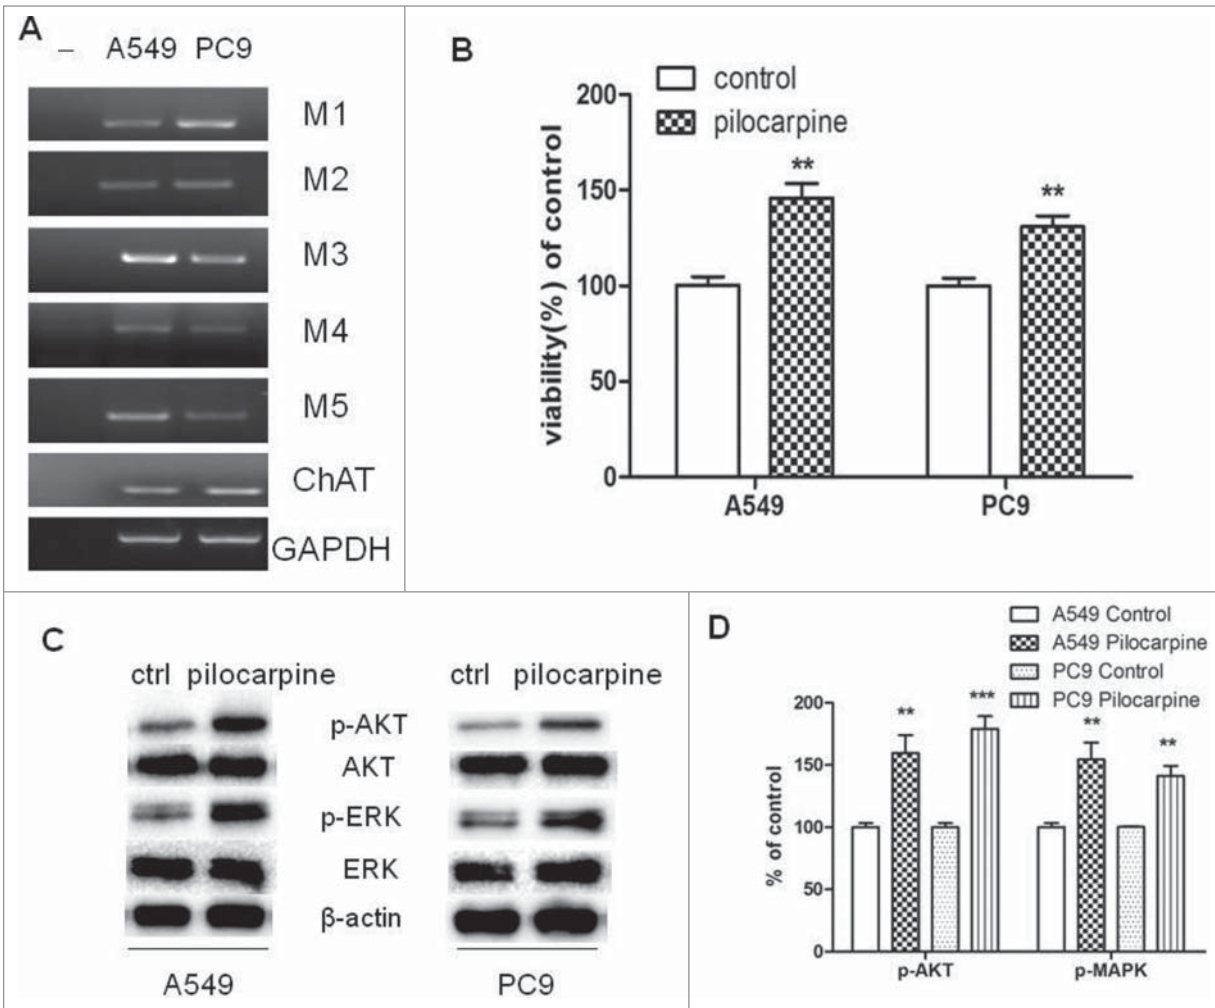 A
– A549 PC9
M1
M2
M3
M4
M5
ChAT
GAPDH
B
control
pilocarpine
viability(%) of control
200
150
100
50
0
**
**
A549
PC9
C
ctrl pilocarpine
ctrl pilocarpine
p-AKT
AKT
p-ERK
ERK
β-actin
A549
PC9
D
A549 Control
A549 Pilocarpine
PC9 Control
PC9 Pilocarpine
% of control
200
150
100
50
0
**
***
**
**
p-AKT
p-MAPK